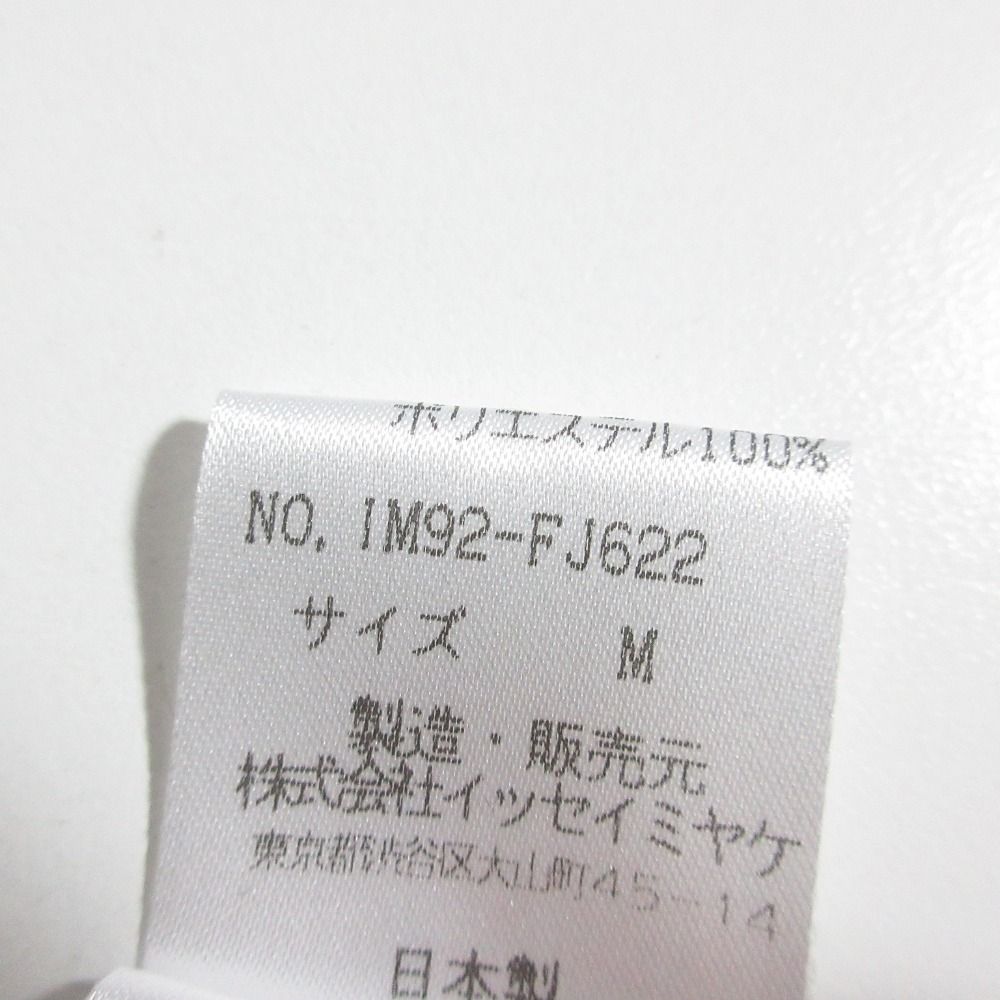 ポリエステル100%
NO. IM92-FJ622
サイズ M
製造・販売元
株式会社イッセイミヤケ
東京都渋谷区大山町45-14
日本製